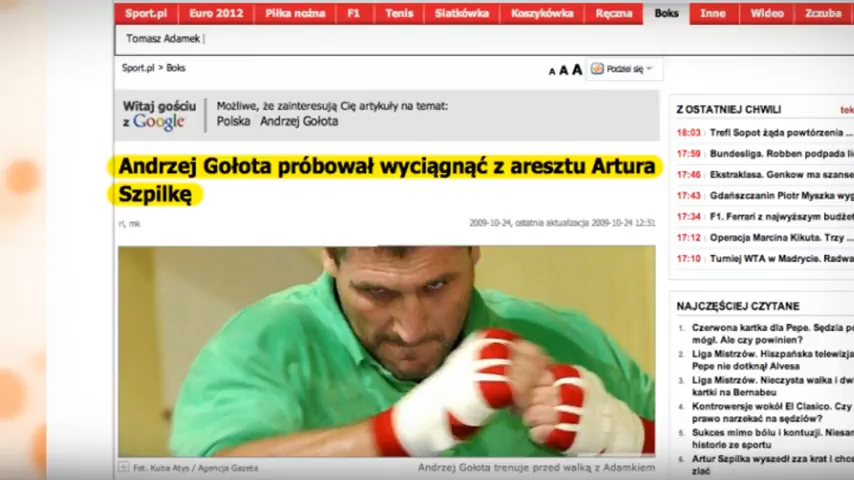 Sport.pl Euro 2012 Piłka nożna F1 Tenis Siatkówka Koszykówka Ręczna Boks Inne Wideo Zczuba
Tomasz Adamek |
Sport.pl > Boks
A A A Podziel się
Witaj gościu
z Google
Możliwe, że zainteresują Cię artykuły na temat:
Polska Andrzej Gołota
Andrzej Gołota próbował wyciągnąć z aresztu Artura
Szpilkę
rl, mk
2009-10-24, ostatnia aktualizacja 2009-10-24 12:51
Fot. Kuba Atys / Agencja Gazeta
Andrzej Gołota trenuje przed walką z Adamkiem
Z OSTATNIEJ CHWILI
18:03 Trefl Sopot żąda powtórzenia ...
17:59 Bundesliga. Robben podpada
17:46 Ekstraklasa. Genkow ma szanse
17:43 Gdańszczanin Piotr Myszka
17:34 F1. Ferrari z najwyższym
17:12 Operacja Marcina Kikuta. Trzy ...
17:10 Turniej WTA w Madrycie.
NAJCZĘŚCIEJ CZYTANE
1. Czerwona kartka dla Pepe. Sędzia
mógł. Ale czy powinien?
2. Liga Mistrzów. Hiszpańska telewizja
Pepe nie dotknął Alvesa
3. Liga Mistrzów. Nieczysta walka i
kartki na Bernabeu
4. Kontrowersje wokół El Clasico. Czy
prawo narzekać na sędziów?
5. Sukces mimo bólu i kontuzji.
historie ze sportu
6. Artur Szpilka wyszedł zza krat i
złać